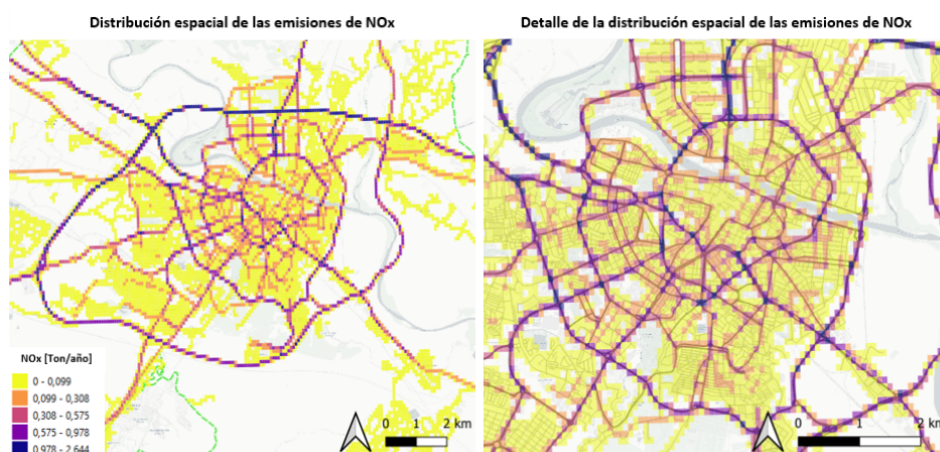 Distribución espacial de las emisiones de NOx
Detalle de la distribución espacial de las emisiones de NOx
NOx [Ton/año]
0 - 0,099
0,099 - 0,308
0,308 - 0,575
0,575 - 0,978
0,978 - 2,644
0 1 2 km
0 1 2 km